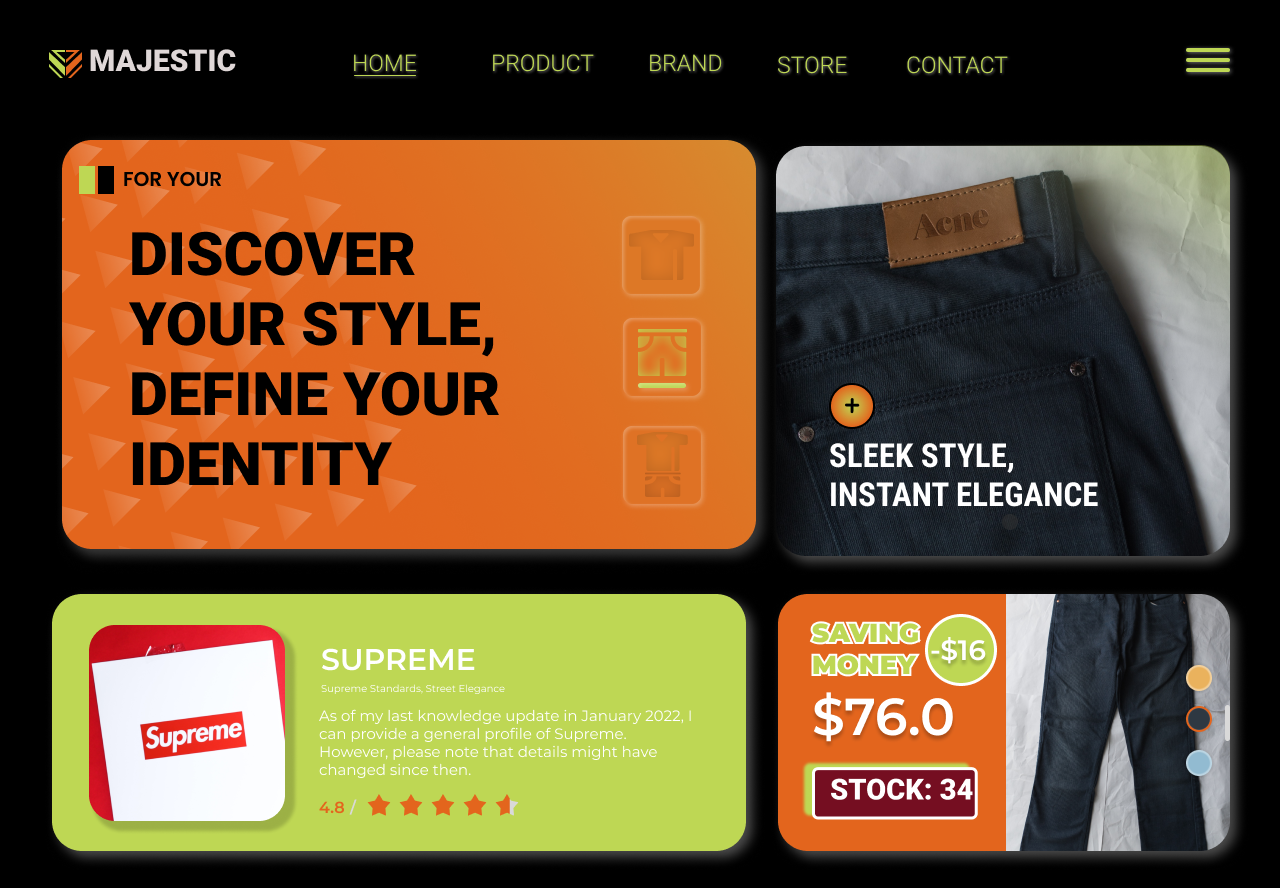 MAJESTIC
HOME
PRODUCT
BRAND
STORE
CONTACT
FOR YOUR
DISCOVER
YOUR STYLE,
DEFINE YOUR
IDENTITY
Acne
+
SLEEK STYLE,
INSTANT ELEGANCE
Supreme
SUPREME
Supreme Standards, Street Elegance
As of my last knowledge update in January 2022, I
can provide a general profile of Supreme.
However, please note that details might have
changed since then.
4.8 /
SAVING
MONEY
-$16
$76.0
STOCK: 34